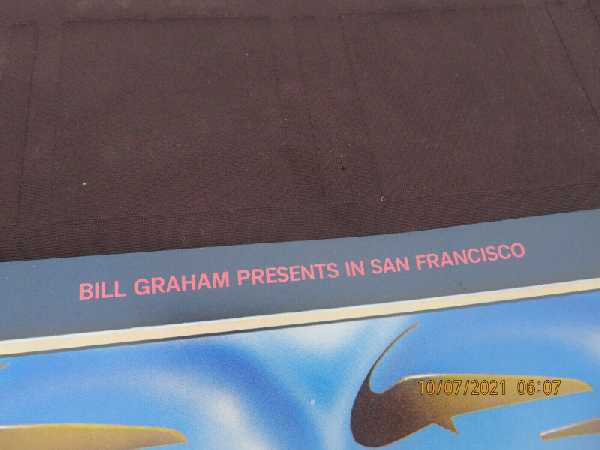 BILL GRAHAM PRESENTS IN SAN FRANCISCO
10/07/2021 06:07